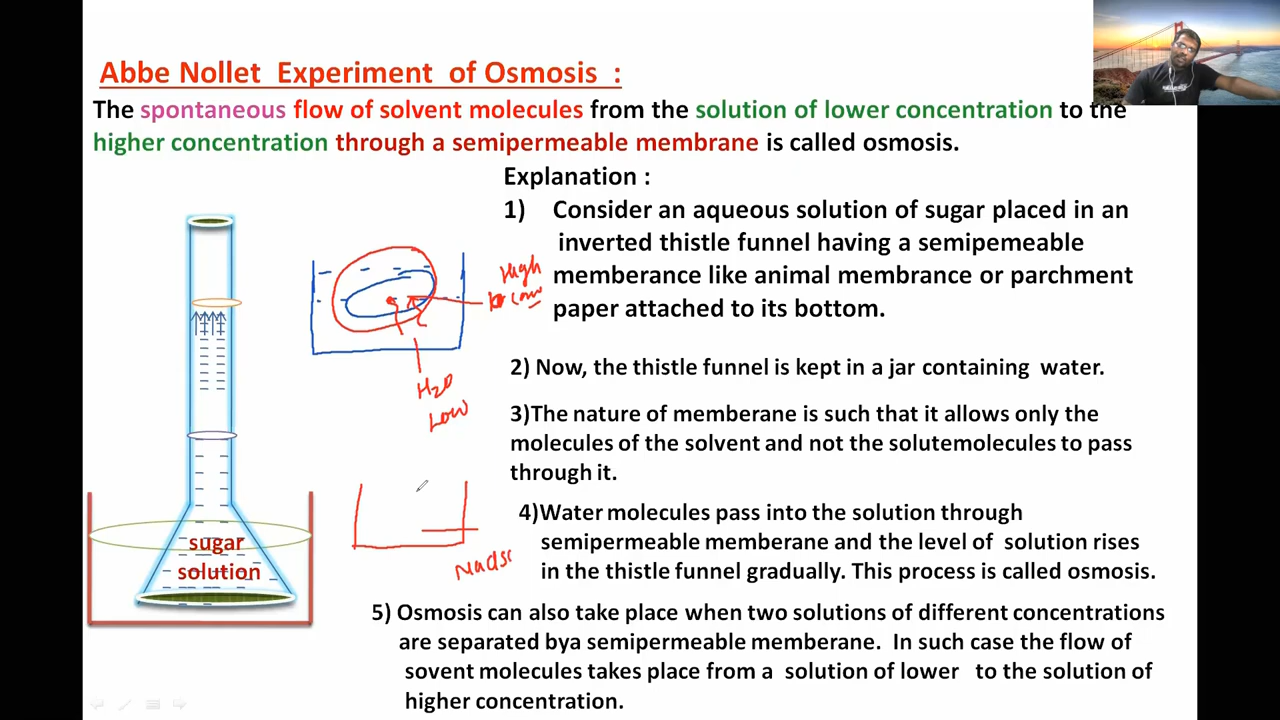 Abbe Nollet Experiment of Osmosis :
The spontaneous flow of solvent molecules from the solution of lower concentration to the
higher concentration through a semipermeable membrane is called osmosis.
Explanation :
1) Consider an aqueous solution of sugar placed in an
inverted thistle funnel having a semipemeable
memberance like animal membrance or parchment
paper attached to its bottom.
2) Now, the thistle funnel is kept in a jar containing water.
3)The nature of memberane is such that it allows only the
molecules of the solvent and not the solutemolecules to pass
through it.
4)Water molecules pass into the solution through
semipermeable memberane and the level of solution rises
in the thistle funnel gradually. This process is called osmosis.
5) Osmosis can also take place when two solutions of different concentrations
are separated bya semipermeable memberane. In such case the flow of
sovent molecules takes place from a solution of lower to the solution of
higher concentration.
sugar
solution
High
H2O
Low